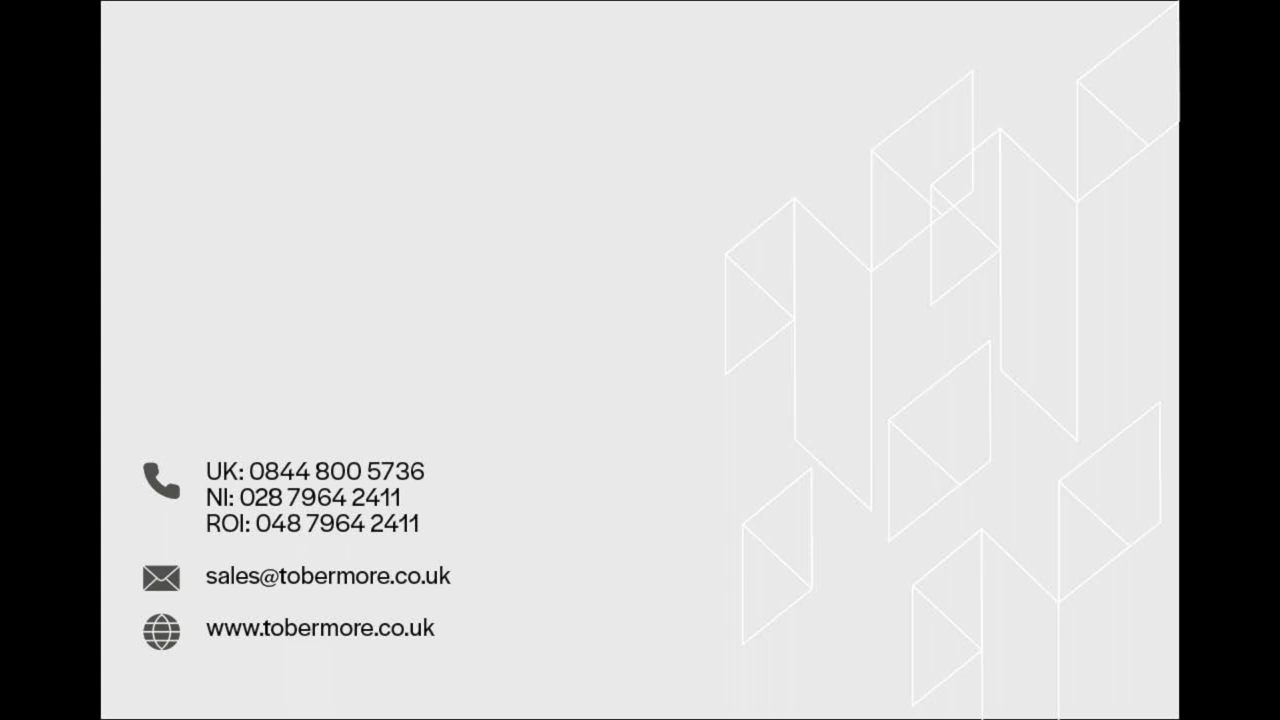 UK: 0844 800 5736
NI: 028 7964 2411
ROI: 048 7964 2411
sales@tobermore.co.uk
www.tobermore.co.uk